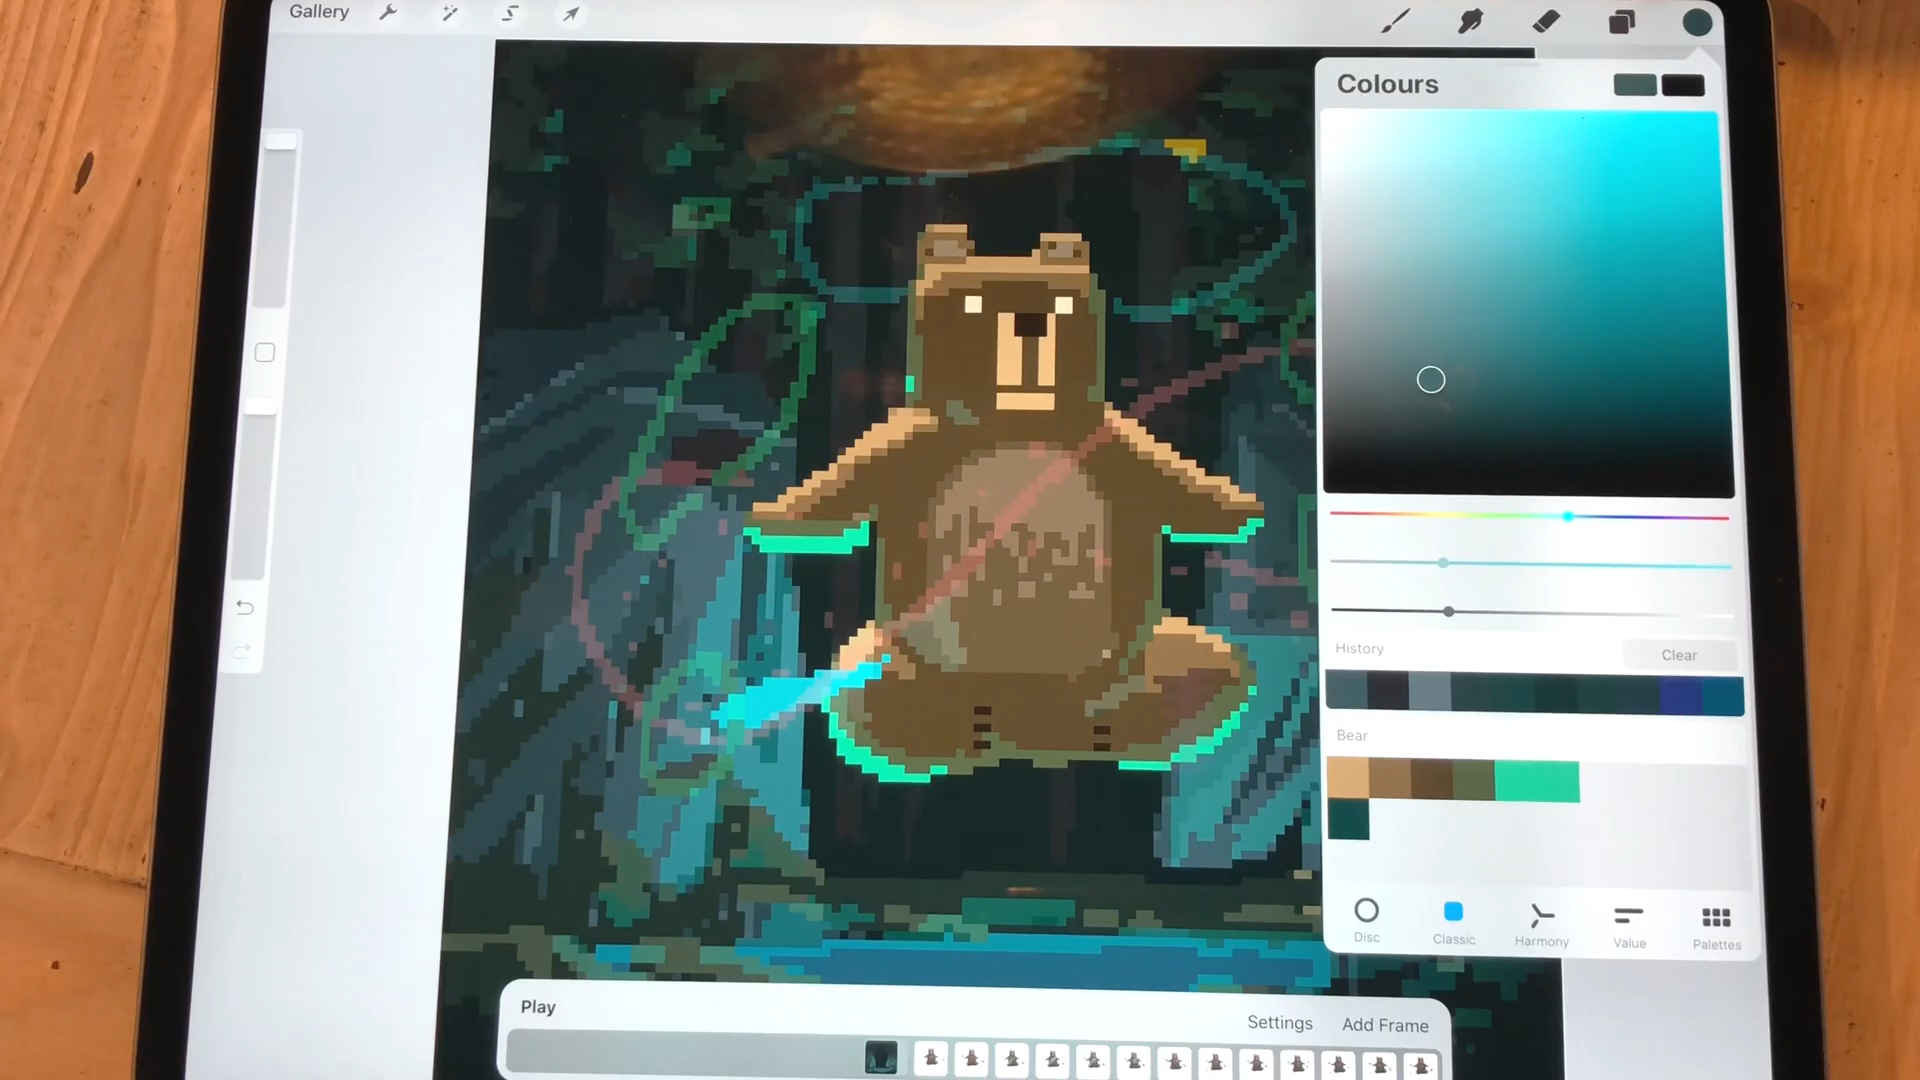 Gallery
Colours
History
Clear
Bear
Disc
Classic
Harmony
Value
Palettes
Play
Settings
Add Frame